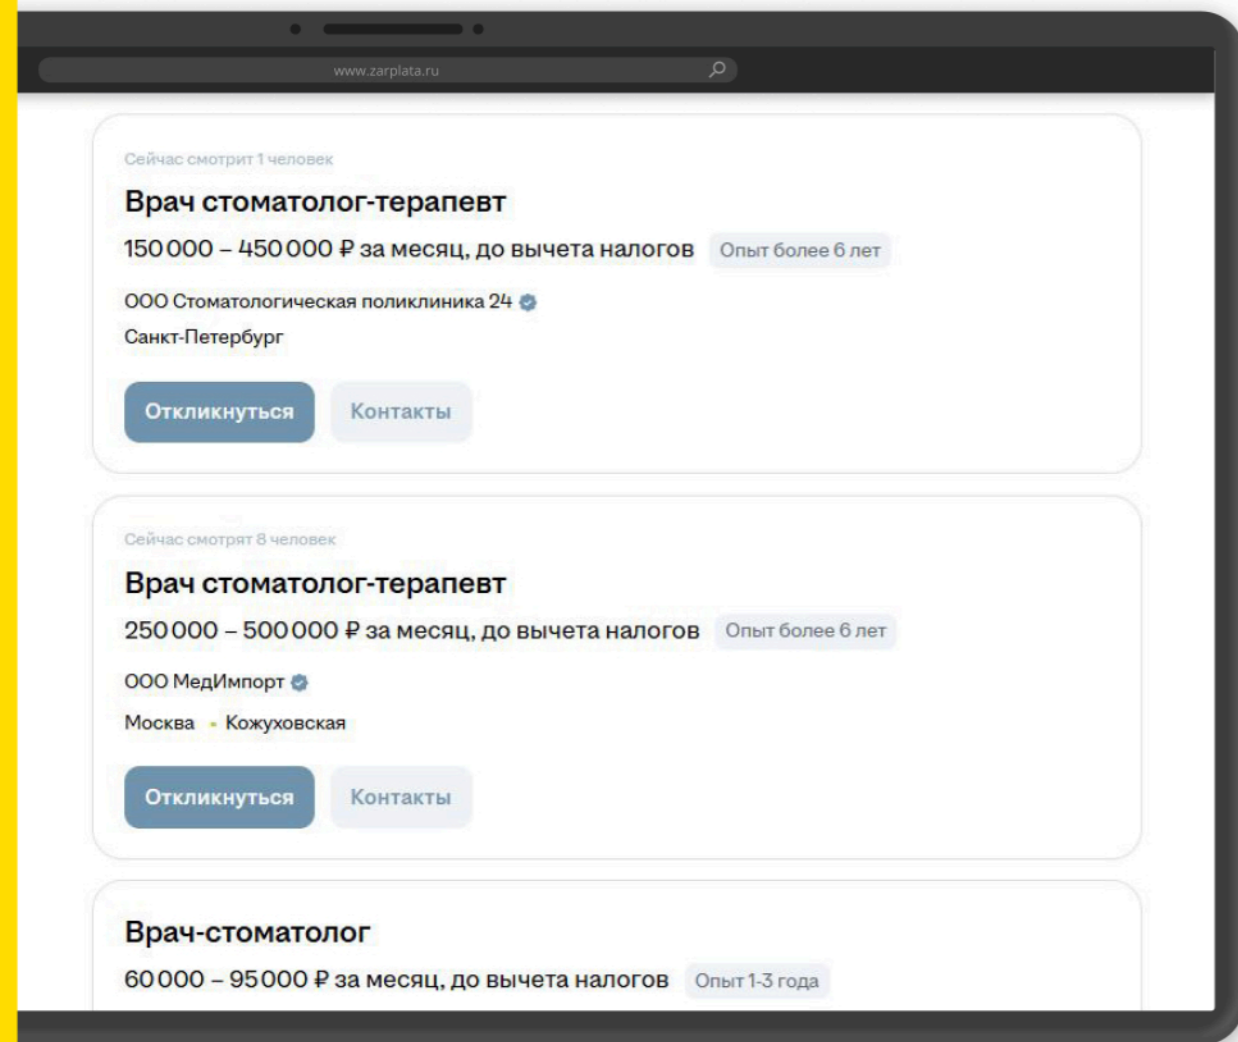 www.zarplata.ru
Сейчас смотрит 1 человек
Врач стоматолог-терапевт
150 000 – 450 000 ₽ за месяц, до вычета налогов Опыт более 6 лет
ООО Стоматологическая поликлиника 24
Санкт-Петербург
Откликнуться Контакты
Сейчас смотрят 8 человек
Врач стоматолог-терапевт
250 000 – 500 000 ₽ за месяц, до вычета налогов Опыт более 6 лет
ООО МедИмпорт
Москва • Кожуховская
Откликнуться Контакты
Врач-стоматолог
60 000 – 95 000 ₽ за месяц, до вычета налогов Опыт 1-3 года